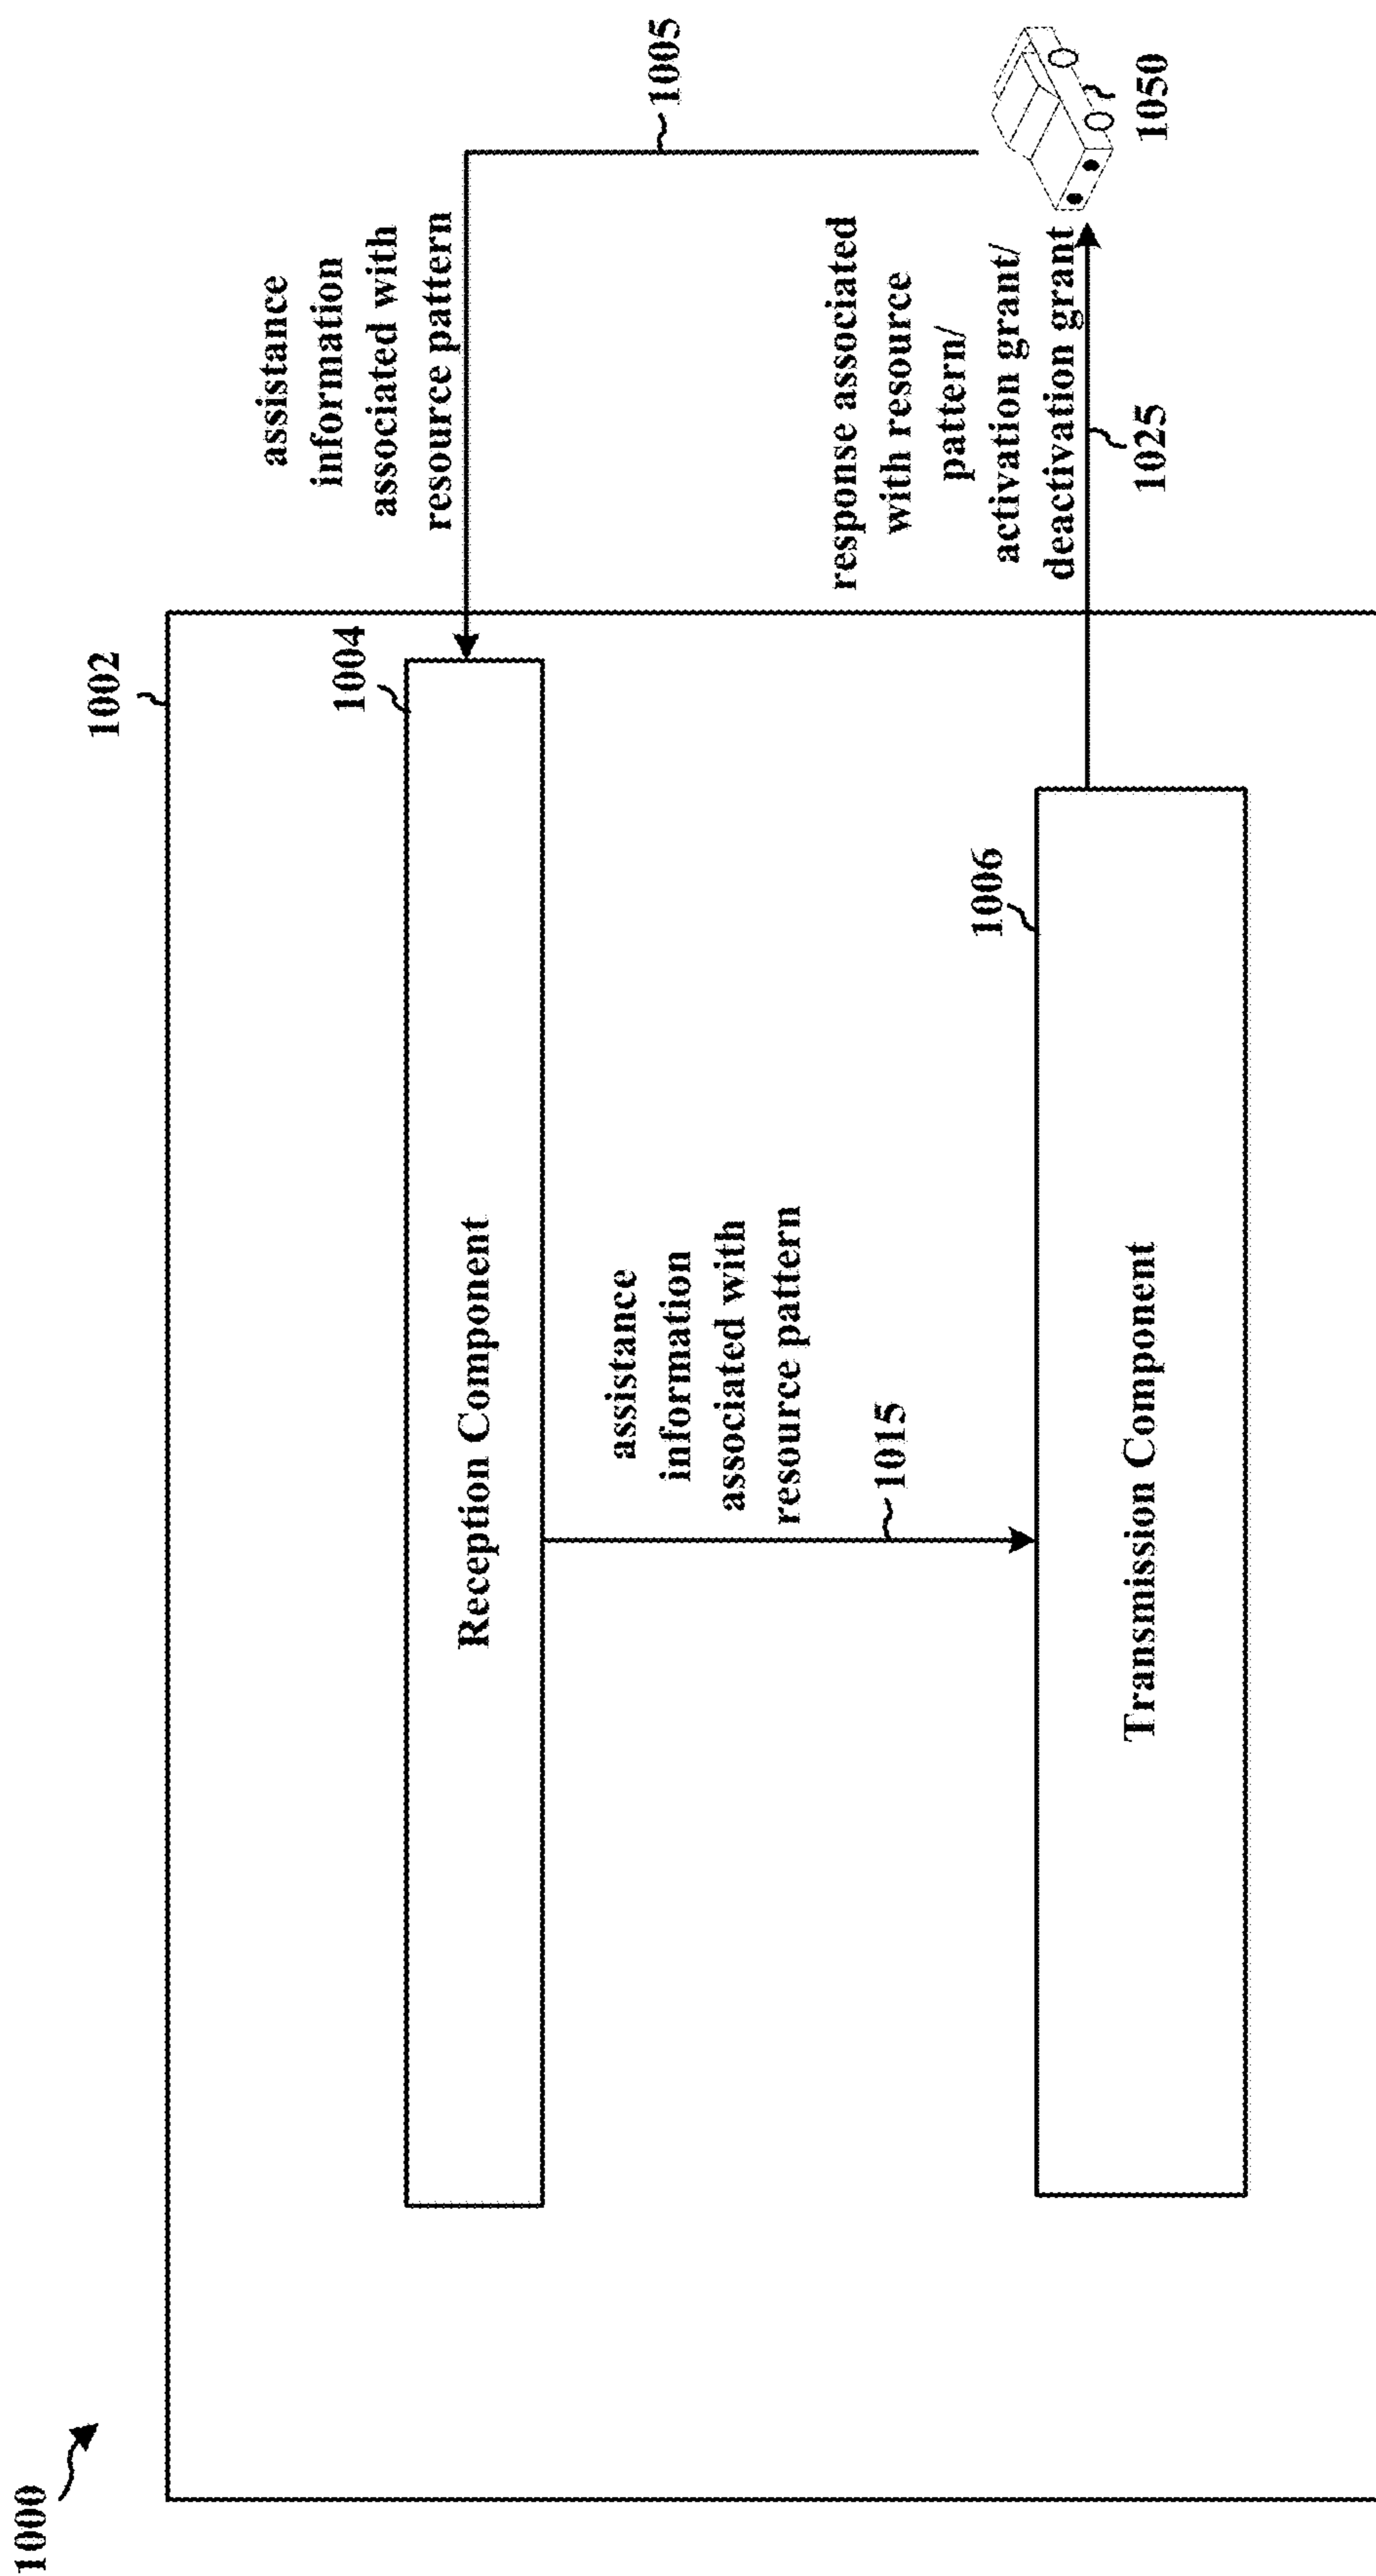 1000
1002
1004
Reception Component
assistance
information
associated with
resource pattern
1005
assistance
information
associated with
resource pattern
1015
1006
Transmission Component
response associated
with resource
pattern/
activation grant/
deactivation grant
1025
1050